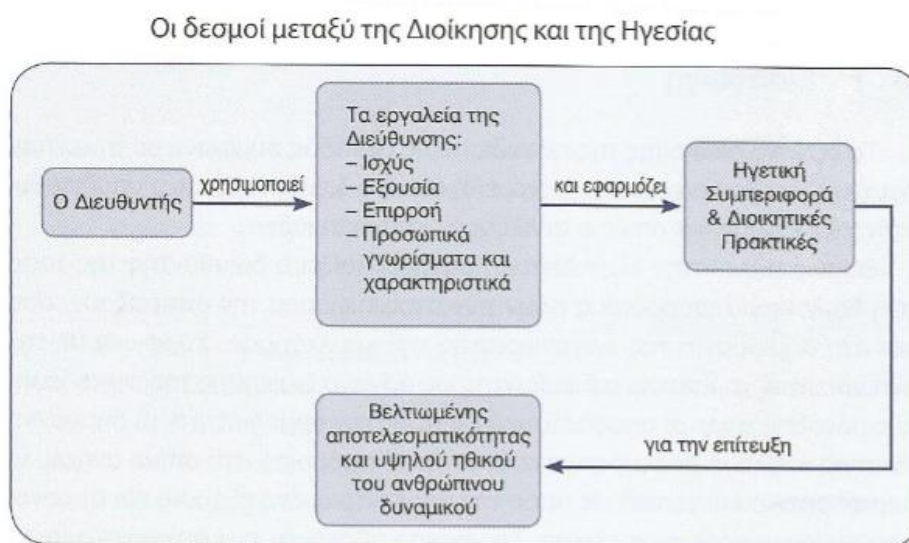 Οι δεσμοί μεταξύ της Διοίκησης και της Ηγεσίας
Ο Διευθυντής
χρησιμοποιεί
Τα εργαλεία της
Διεύθυνσης:
– Ισχύς
– Εξουσία
– Επιρροή
– Προσωπικά
γνωρίσματα και
χαρακτηριστικά
και εφαρμόζει
Ηγετική
Συμπεριφορά
& Διοικητικές
Πρακτικές
για την επίτευξη
Βελτιωμένης
αποτελεσματικότητας
και υψηλού ηθικού
του ανθρώπινου
δυναμικού